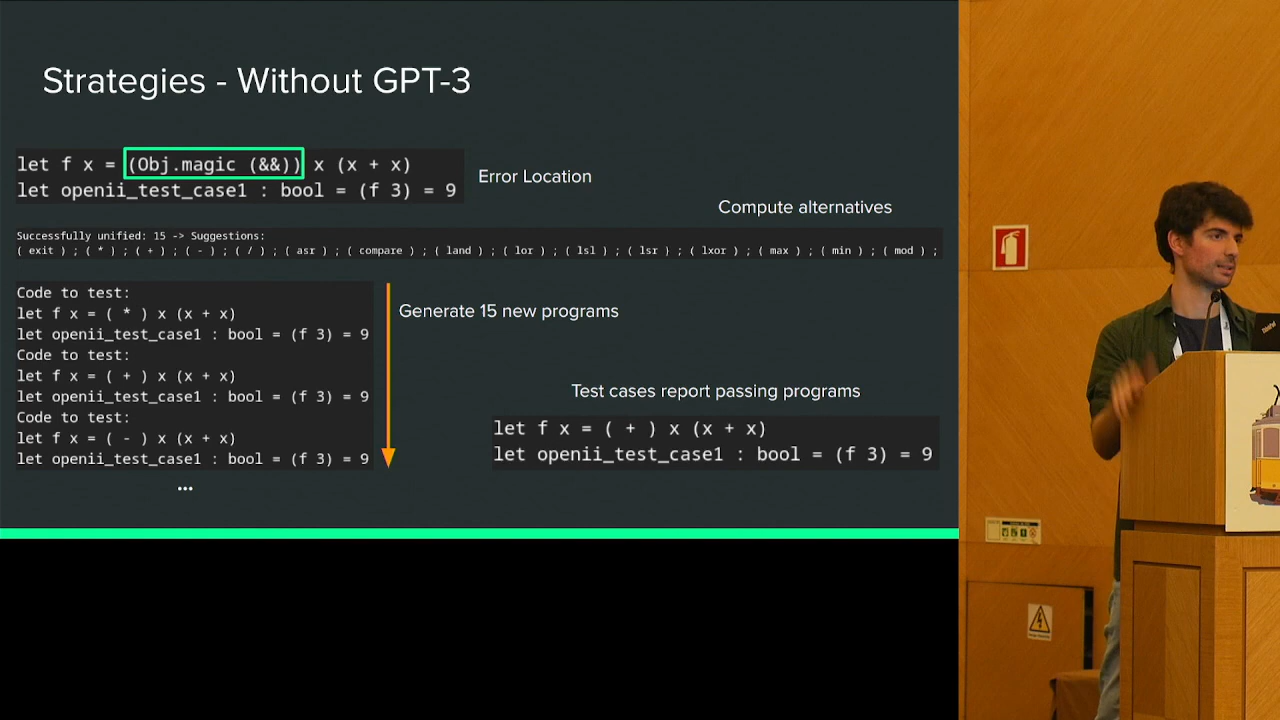 Strategies - Without GPT-3
let f x = (Obj.magic (&&)) x (x + x)
let openii_test_case1 : bool = (f 3) = 9
Error Location
Compute alternatives
Successfully unified: 15 -> Suggestions:
( exit ) ; ( * ) ; ( + ) ; ( - ) ; ( / ) ; ( asr ) ; ( compare ) ; ( land ) ; ( lor ) ; ( lsl ) ; ( lsr ) ; ( lxor ) ; ( max ) ; ( min ) ; ( mod ) ;
Code to test:
let f x = ( * ) x (x + x)
let openii_test_case1 : bool = (f 3) = 9
Code to test:
let f x = ( + ) x (x + x)
let openii_test_case1 : bool = (f 3) = 9
Code to test:
let f x = ( - ) x (x + x)
let openii_test_case1 : bool = (f 3) = 9
...
Generate 15 new programs
Test cases report passing programs
let f x = ( + ) x (x + x)
let openii_test_case1 : bool = (f 3) = 9